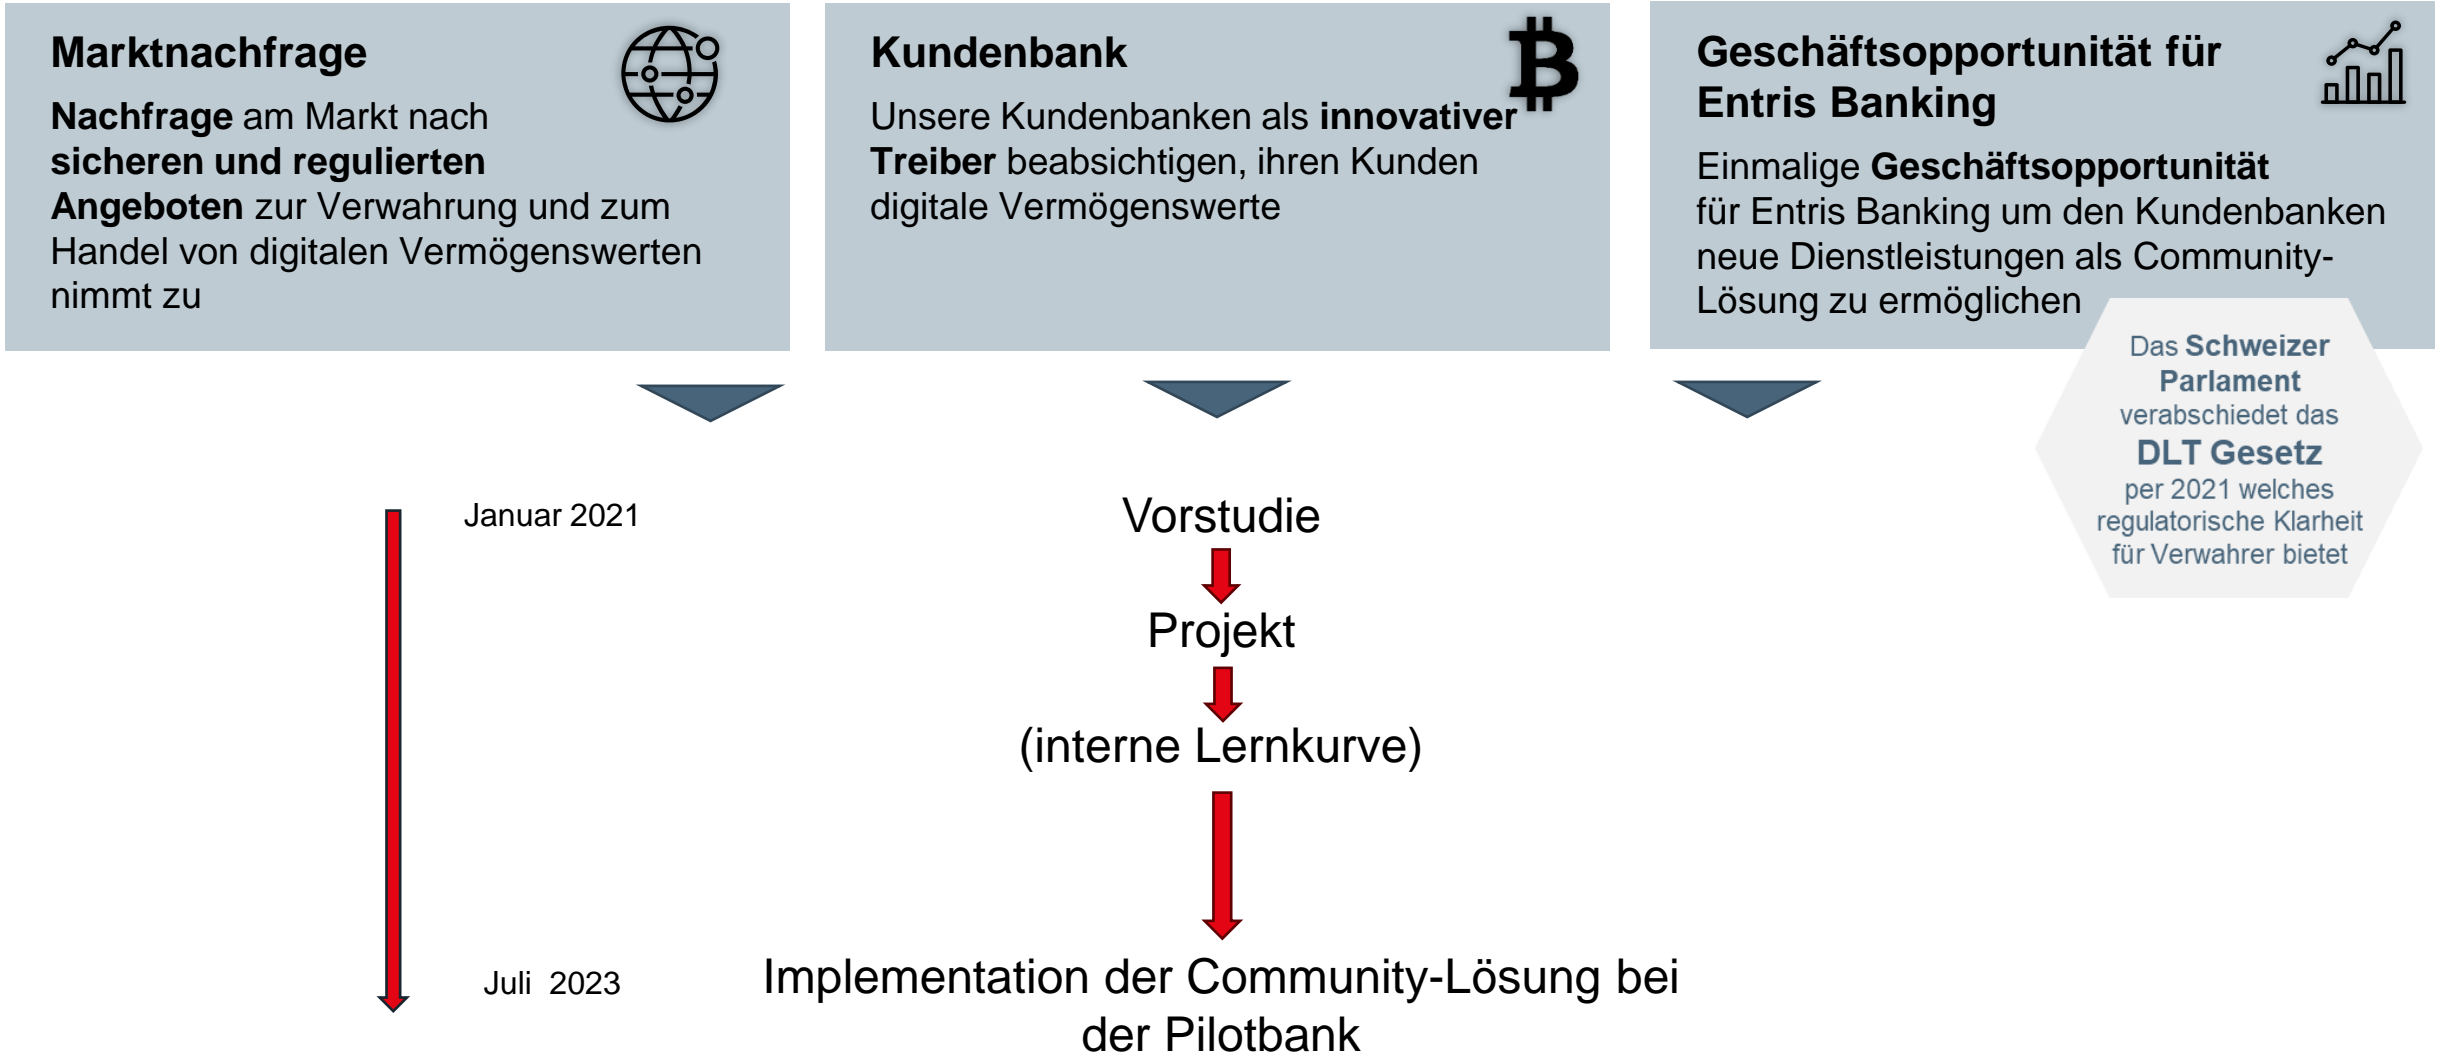 Marktnachfrage
Nachfrage am Markt nach
sicheren und regulierten
Angeboten zur Verwahrung und zum
Handel von digitalen Vermögenswerten
nimmt zu
Kundenbank
Unsere Kundenbanken als innovativer
Treiber beabsichtigen, ihren Kunden
digitale Vermögenswerte
Geschäftsopportunität für
Entris Banking
Einmalige Geschäftsopportunität
für Entris Banking um den Kundenbanken
neue Dienstleistungen als Community-
Lösung zu ermöglichen
Das Schweizer
Parlament
verabschiedet das
DLT Gesetz
per 2021 welches
regulatorische Klarheit
für Verwahrer bietet
Januar 2021
Vorstudie
Projekt
(interne Lernkurve)
Juli 2023
Implementation der Community-Lösung bei
der Pilotbank